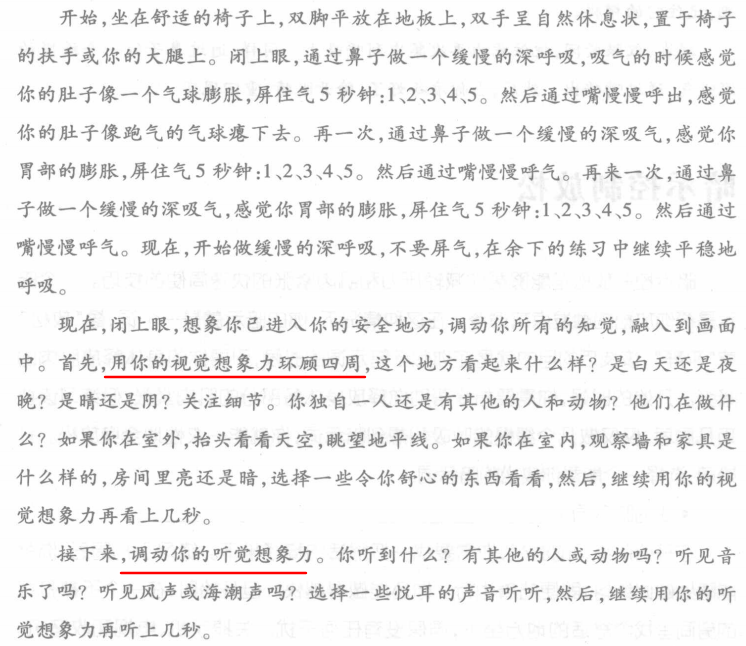 开始,坐在舒适的椅子上,双脚平放在地板上,双手呈自然休息状,置于椅子
的扶手或你的大腿上。闭上眼,通过鼻子做一个缓慢的深呼吸,吸气的时候感觉
你的肚子像一个气球膨胀,屏住气5秒钟:1、2、3、4、5。然后通过嘴慢慢呼出,感觉
你的肚子像跑气的气球瘪下去。再一次,通过鼻子做一个缓慢的深吸气,感觉你
胃部的膨胀,屏住气5秒钟:1、2、3、4、5。然后通过嘴慢慢呼气。再来一次,通过鼻
子做一个缓慢的深吸气,感觉你胃部的膨胀,屏住气5秒钟:1、2、3、4、5。然后通过
嘴慢慢呼气。现在,开始做缓慢的深呼吸,不要屏气,在余下的练习中继续平稳地
呼吸。
现在,闭上眼,想象你已进入你的安全地方,调动你所有的知觉,融入到画面
中。首先,用你的视觉想象力环顾四周,这个地方看起来什么样?是白天还是夜
晚?是晴还是阴?关注细节。你独自一人还是有其他的人和动物?他们在做什
么?如果你在室外,抬头看看天空,眺望地平线。如果你在室内,观察墙和家具是
什么样的,房间里亮还是暗,选择一些令你舒心的东西看看,然后,继续用你的视
觉想象力再看上几秒。
接下来,调动你的听觉想象力。你听到什么?有其他的人或动物吗?听见音
乐了吗?听见风声或海潮声吗?选择一些悦耳的声音听听,然后,继续用你的听
觉想象力再听上几秒。